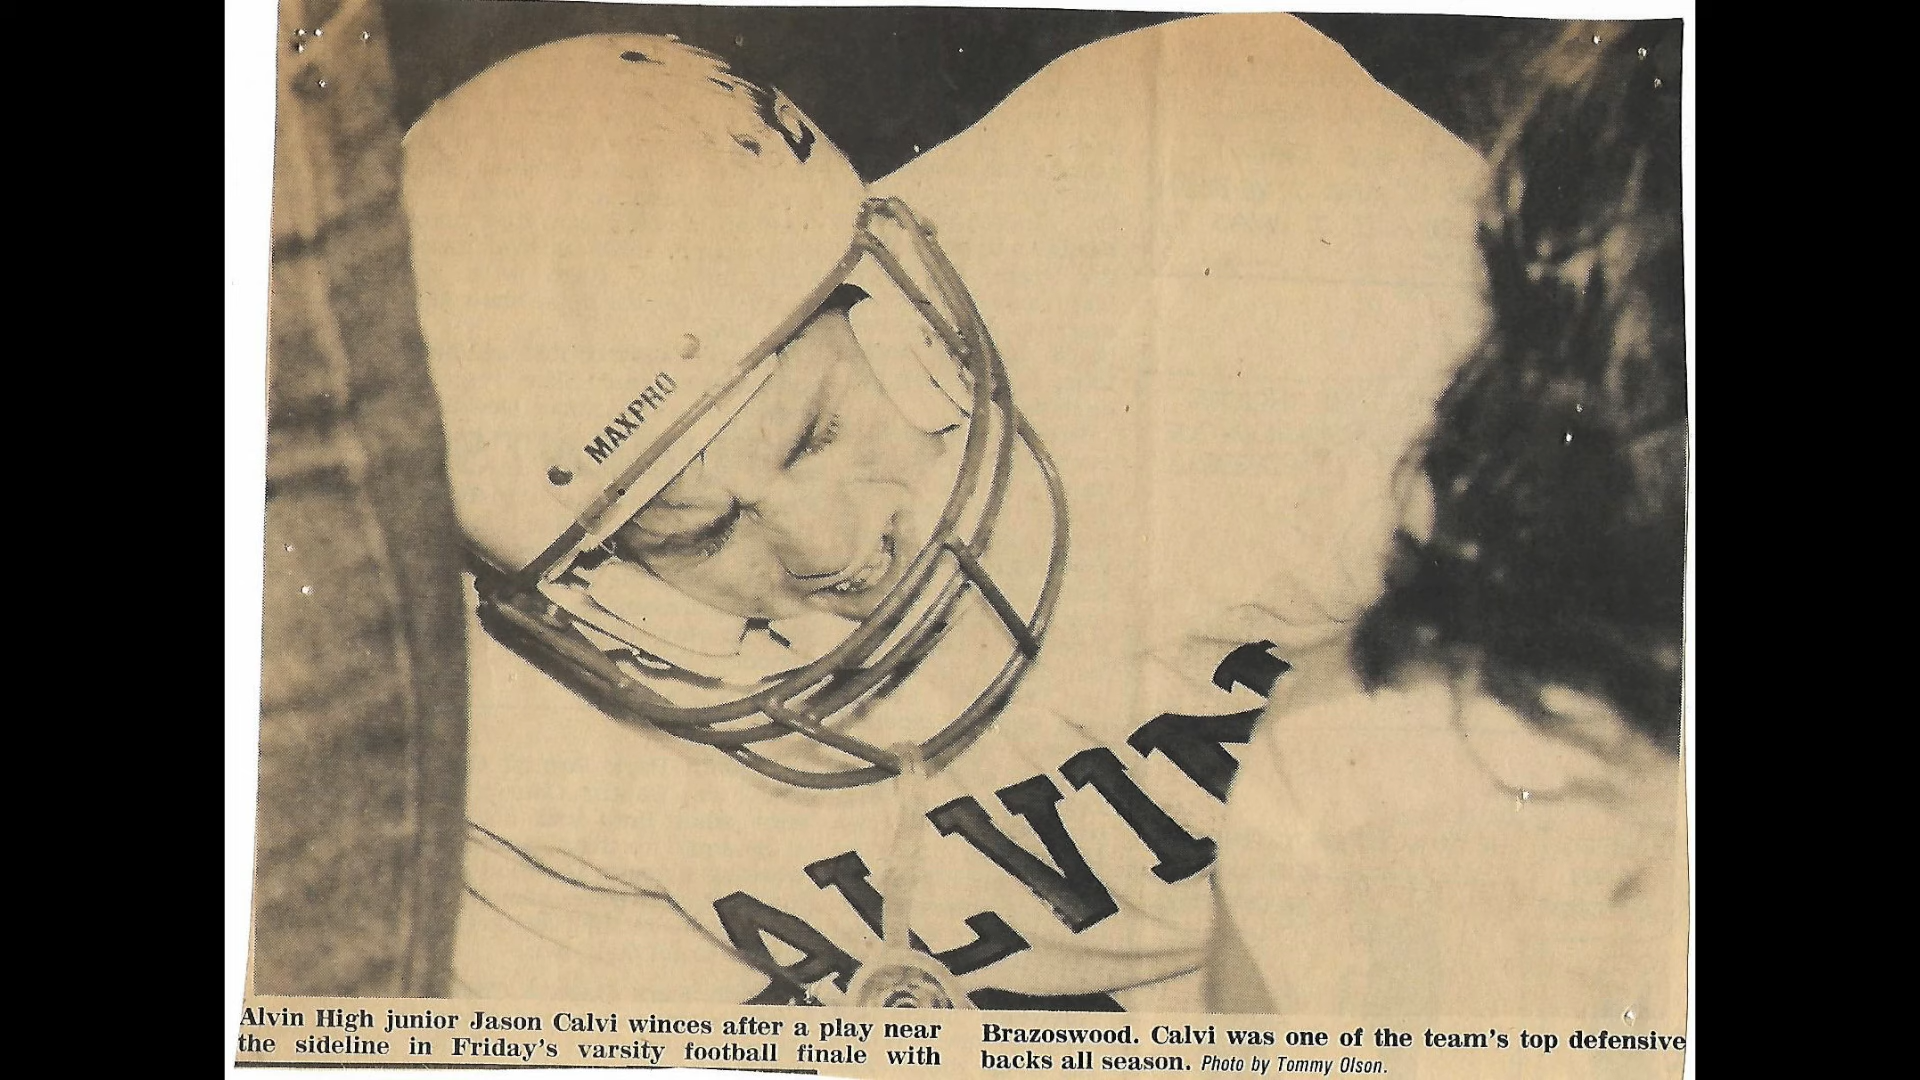 MAXPRO
ALVIN
Alvin High junior Jason Calvi winces after a play near
the sideline in Friday's varsity football finale with
Brazoswood. Calvi was one of the team's top defensive
backs all season. Photo by Tommy Olson.